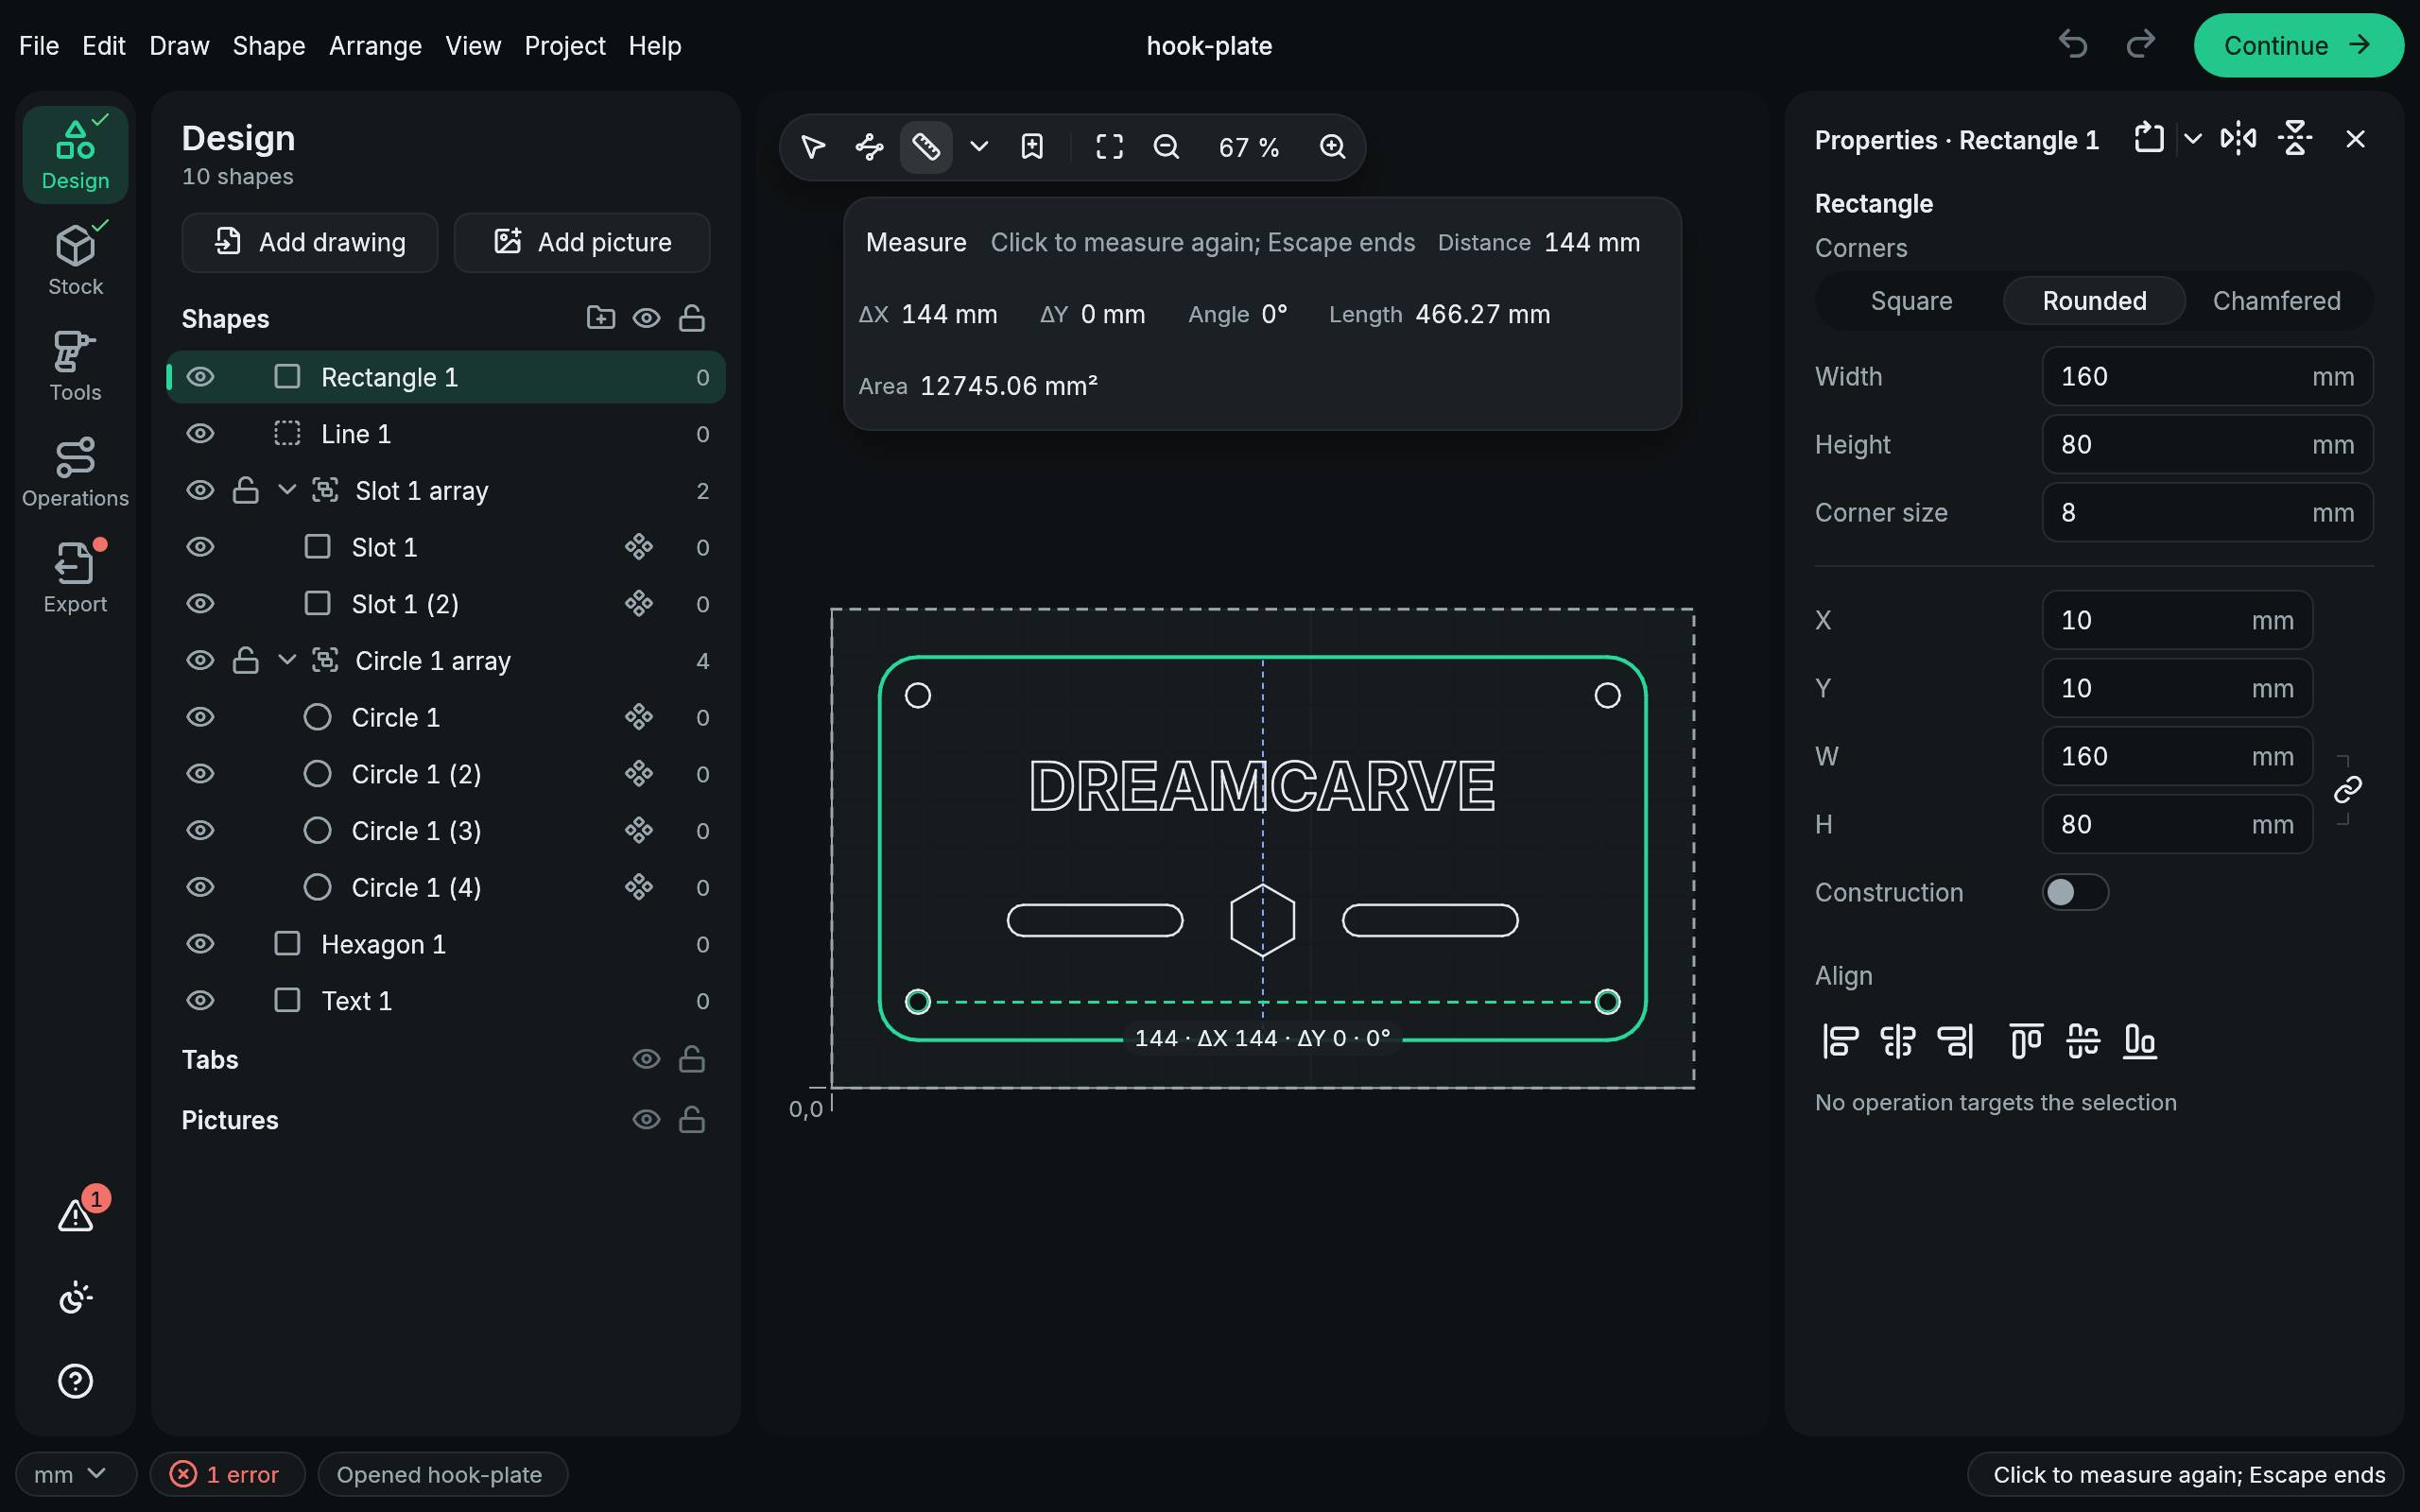 File Edit Draw Shape Arrange View Project Help
hook-plate
Continue
Design
Stock
Tools
Operations
Export
1
Design
10 shapes
Add drawing
Add picture
Shapes
Rectangle 1 0
Line 1 0
Slot 1 array 2
Slot 1 0
Slot 1 (2) 0
Circle 1 array 4
Circle 1 0
Circle 1 (2) 0
Circle 1 (3) 0
Circle 1 (4) 0
Hexagon 1 0
Text 1 0
Tabs
Pictures
67 %
Measure Click to measure again; Escape ends Distance 144 mm
ΔX 144 mm ΔY 0 mm Angle 0° Length 466.27 mm
Area 12745.06 mm²
DREAMCARVE
144 · ΔX 144 · ΔY 0 · 0°
0,0
Properties · Rectangle 1
Rectangle
Corners
Square Rounded Chamfered
Width 160 mm
Height 80 mm
Corner size 8 mm
X 10 mm
Y 10 mm
W 160 mm
H 80 mm
Construction
Align
No operation targets the selection
mm
1 error
Opened hook-plate
Click to measure again; Escape ends